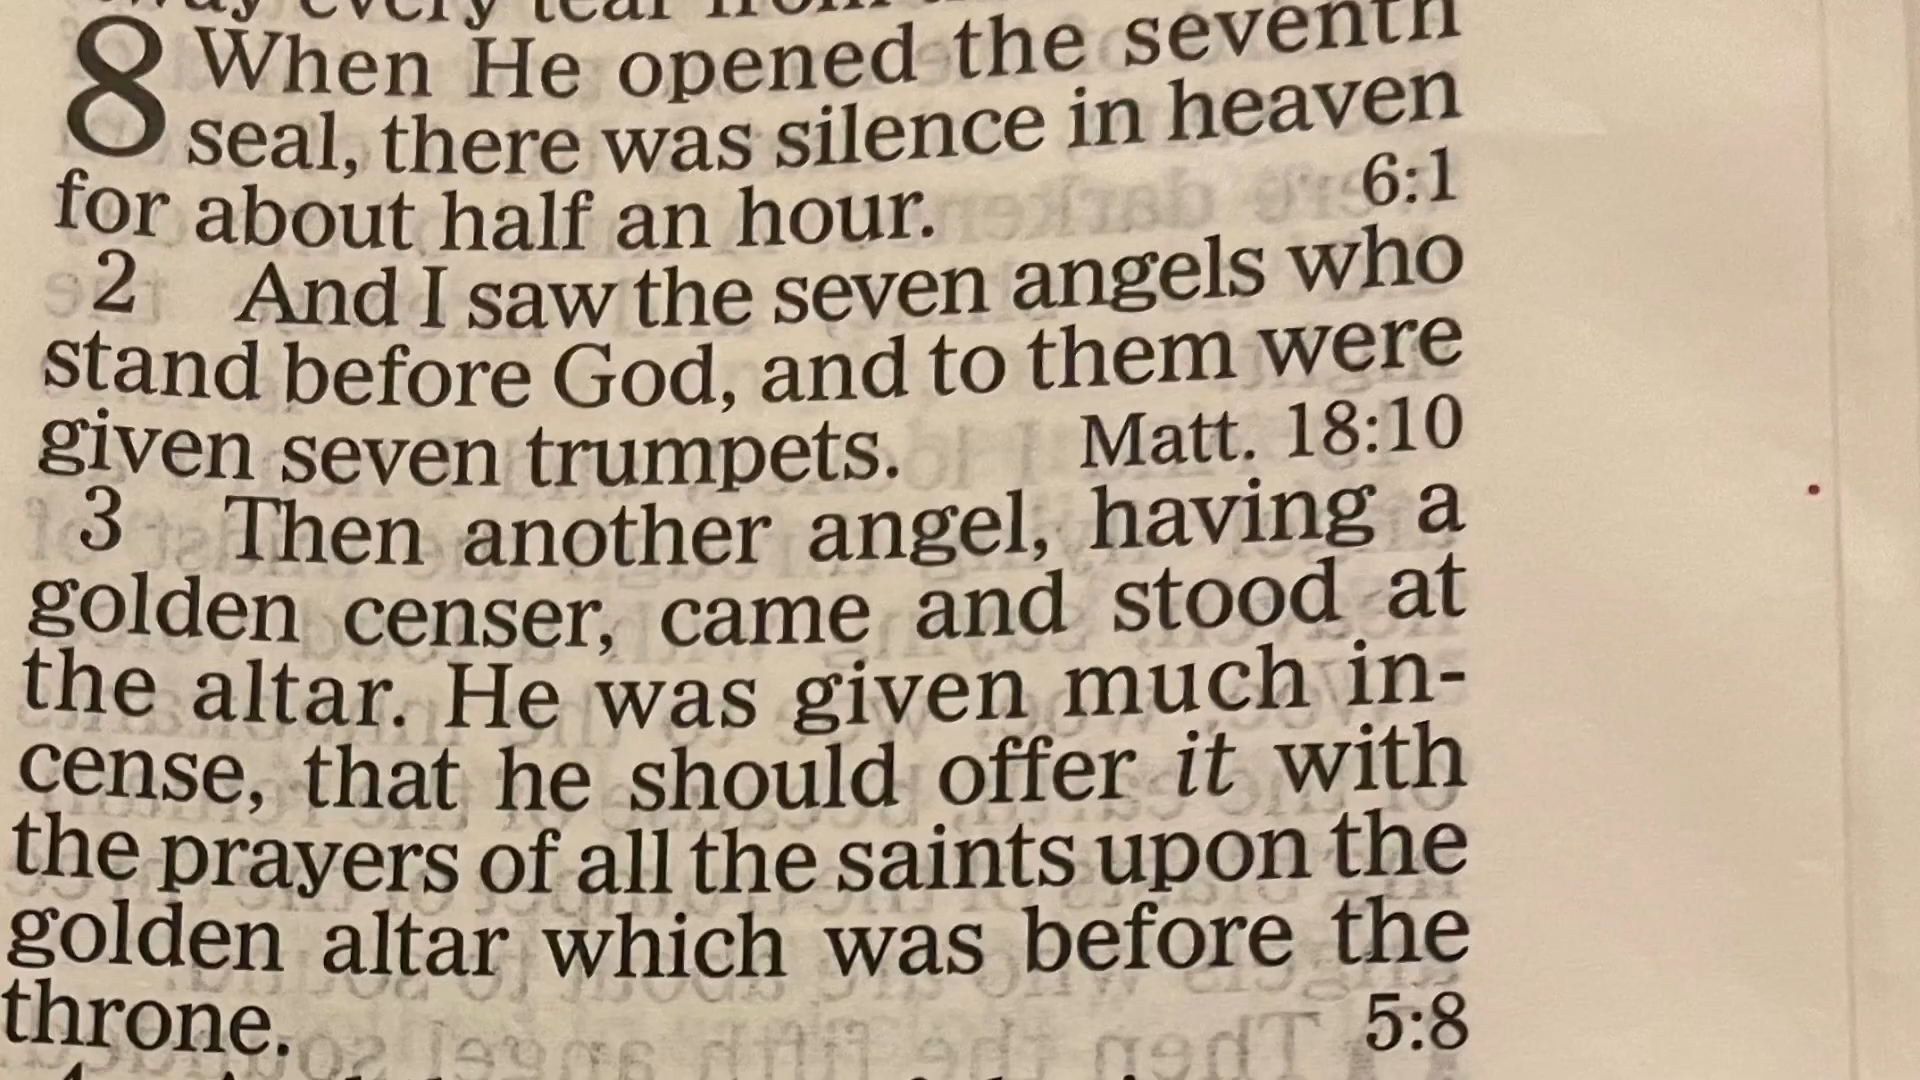 away every tear from
8 When He opened the seventh
seal, there was silence in heaven
for about half an hour. 6:1
2 And I saw the seven angels who
stand before God, and to them were
given seven trumpets. Matt. 18:10
3 Then another angel, having a
golden censer, came and stood at
the altar. He was given much in-
cense, that he should offer it with
the prayers of all the saints upon the
golden altar which was before the
throne. 5:8